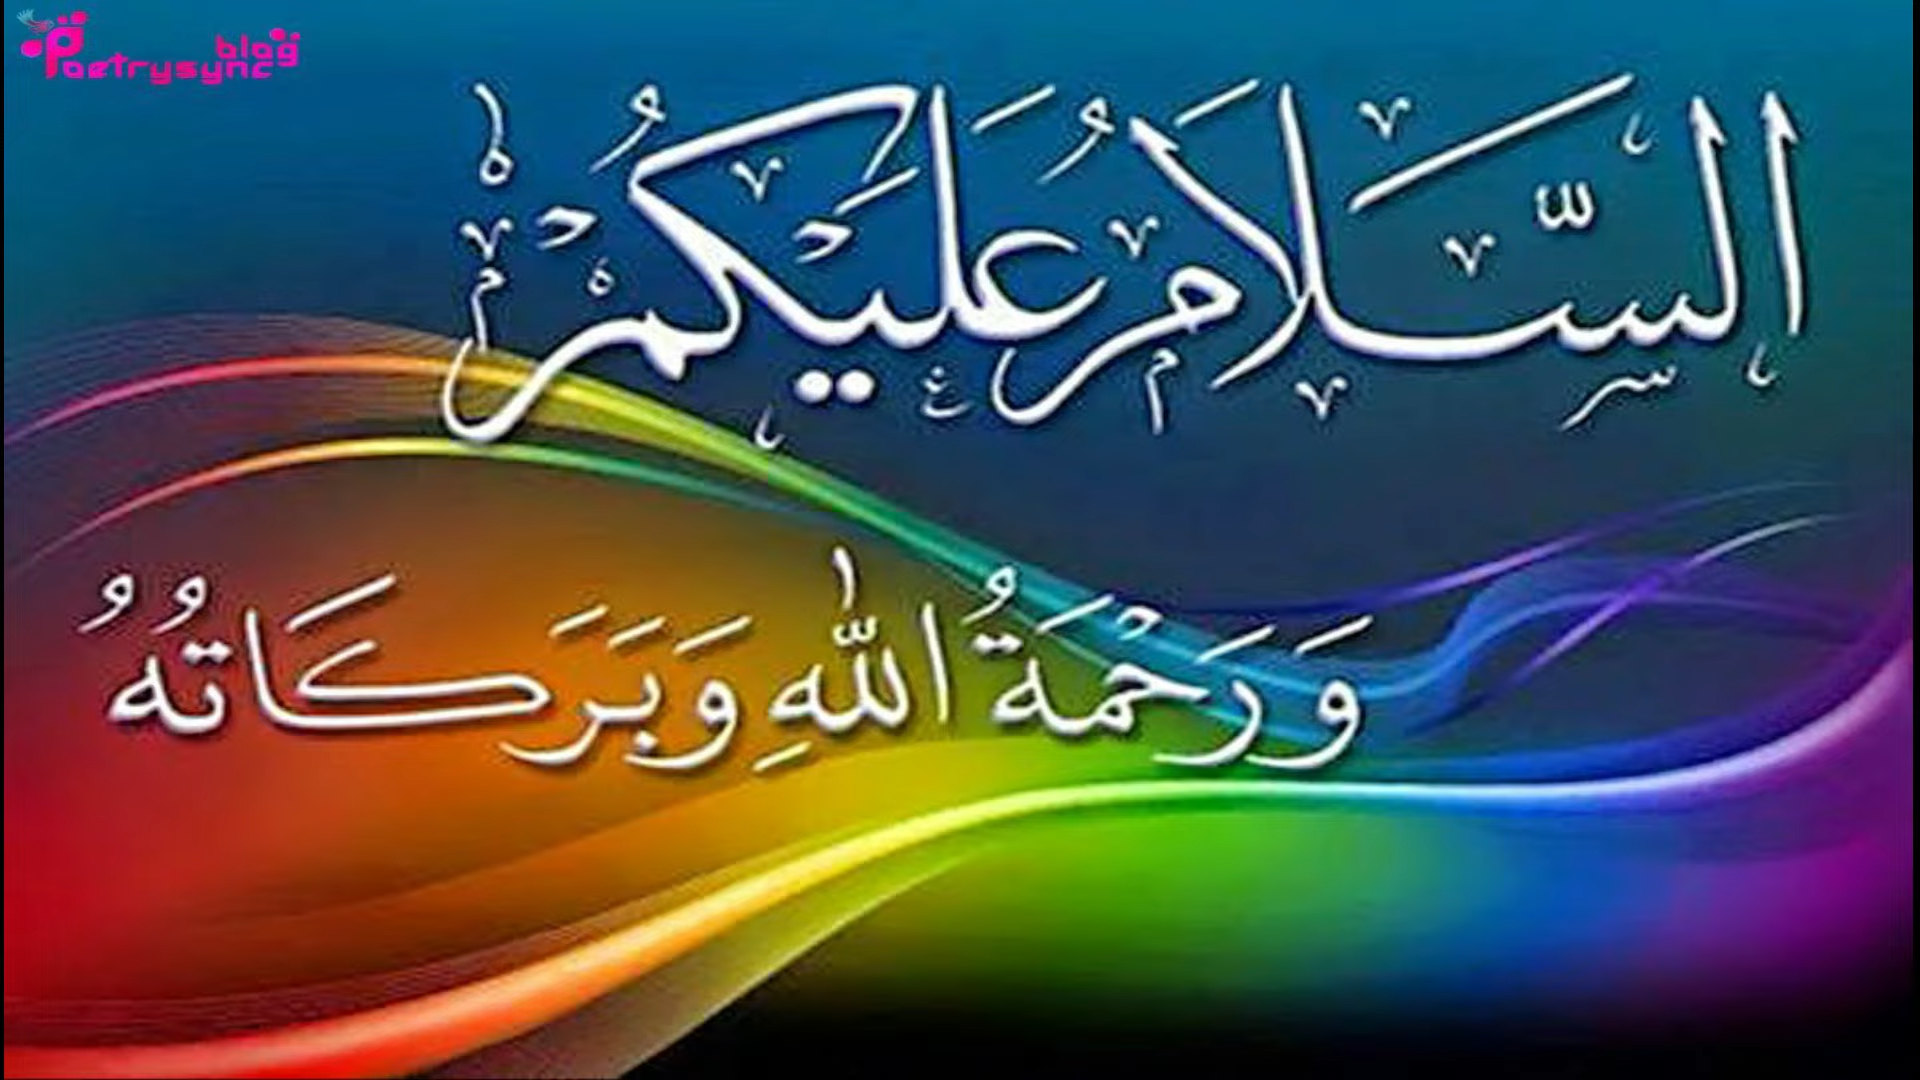 Poetrysync blog
السَّلَامُ عَلَيْكُمْ
وَرَحْمَةُ اللّٰهِ وَبَرَكَاتُهُ